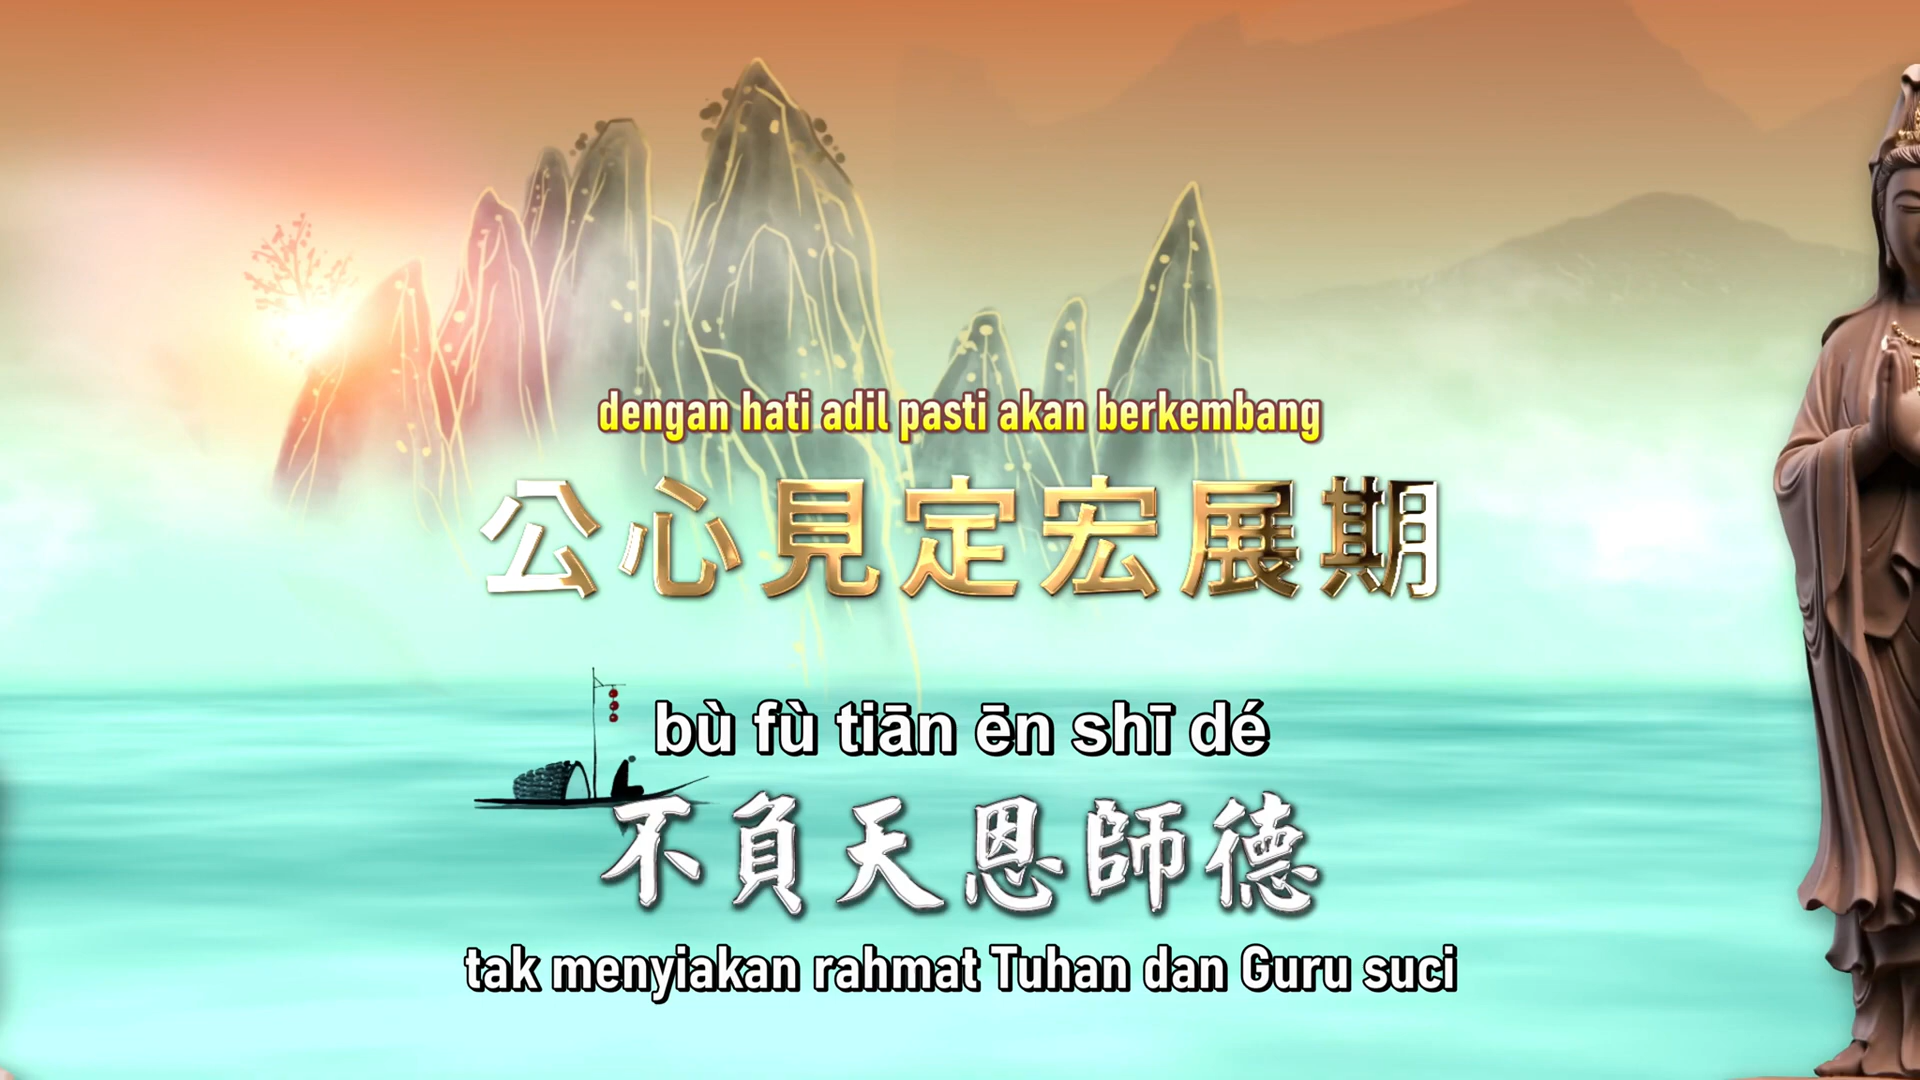 dengan hati adil pasti akan berkembang
公心見定宏展期
bù fù tiān ēn shī dé
不負天恩師德
tak menyiakan rahmat Tuhan dan Guru suci